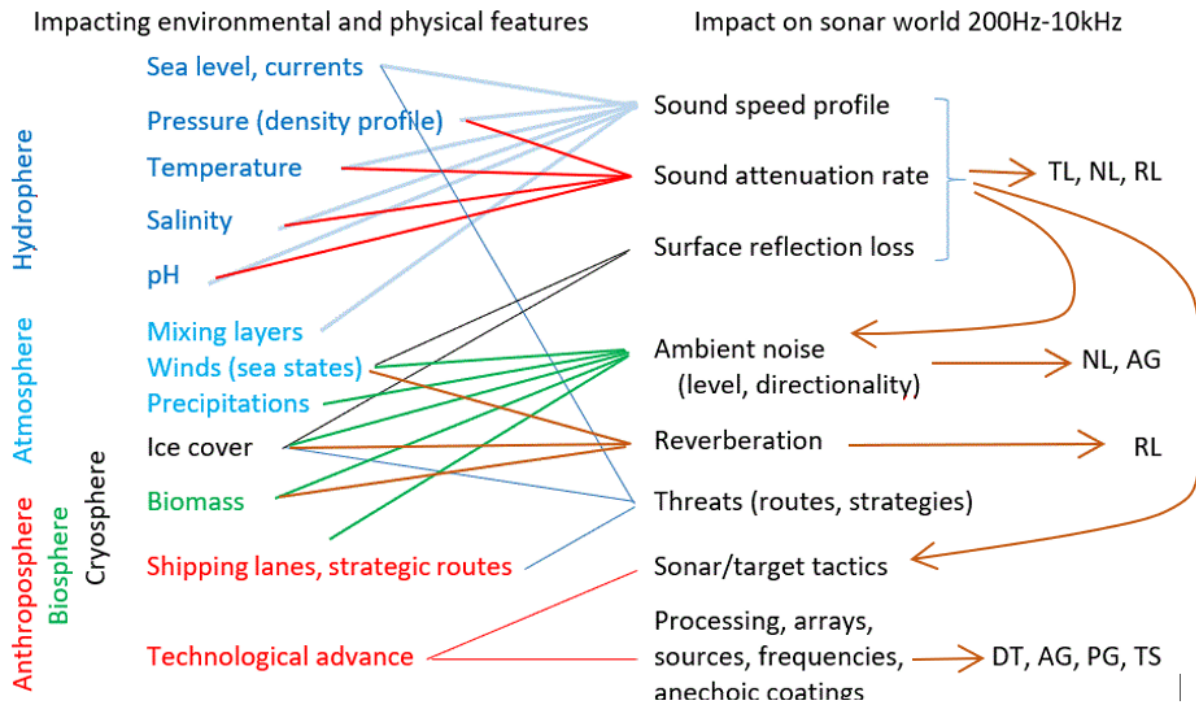 Impacting environmental and physical features
Impact on sonar world 200Hz-10kHz
Hydrophere
Sea level, currents
Pressure (density profile)
Temperature
Salinity
pH
Atmosphere
Mixing layers
Winds (sea states)
Precipitations
Cryosphere
Ice cover
Biosphere
Biomass
Anthroposphere
Shipping lanes, strategic routes
Technological advance
Sound speed profile
Sound attenuation rate
Surface reflection loss
TL, NL, RL
Ambient noise
(level, directionality)
NL, AG
Reverberation
RL
Threats (routes, strategies)
Sonar/target tactics
Processing, arrays,
sources, frequencies,
anechoic coatings
DT, AG, PG, TS